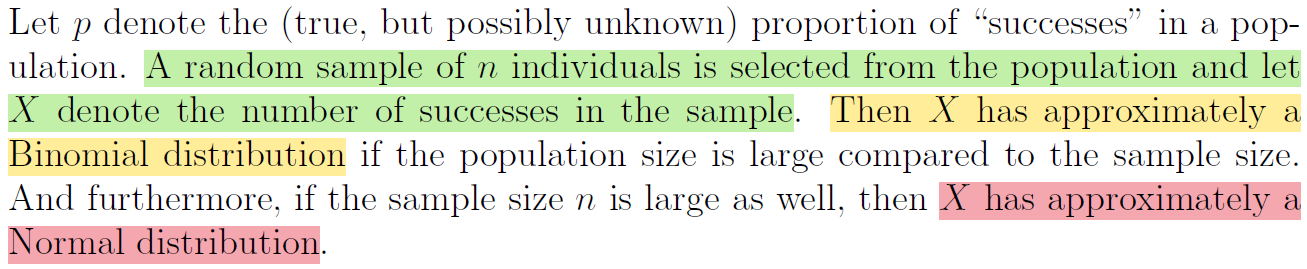 Let p denote the (true, but possibly unknown) proportion of “successes” in a pop-
ulation. A random sample of n individuals is selected from the population and let
X denote the number of successes in the sample. Then X has approximately a
Binomial distribution if the population size is large compared to the sample size.
And furthermore, if the sample size n is large as well, then X has approximately a
Normal distribution.